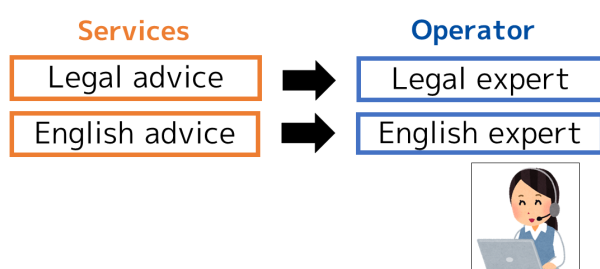 Services Operator
Legal advice Legal expert
English advice English expert